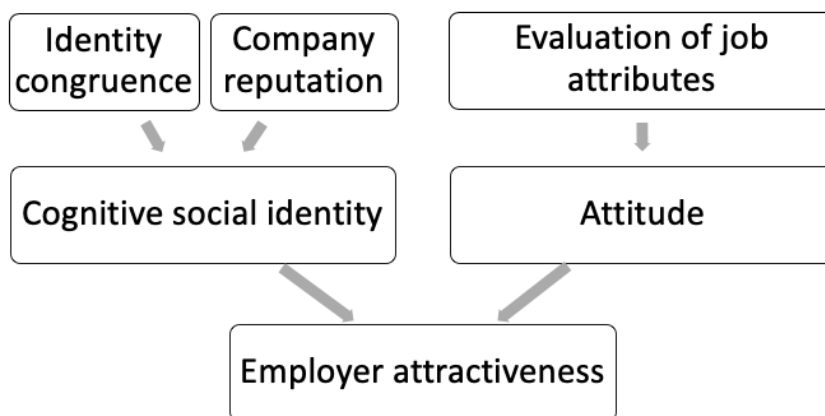 Identity
congruence
Company
reputation
Evaluation of job
attributes
Cognitive social identity
Attitude
Employer attractiveness